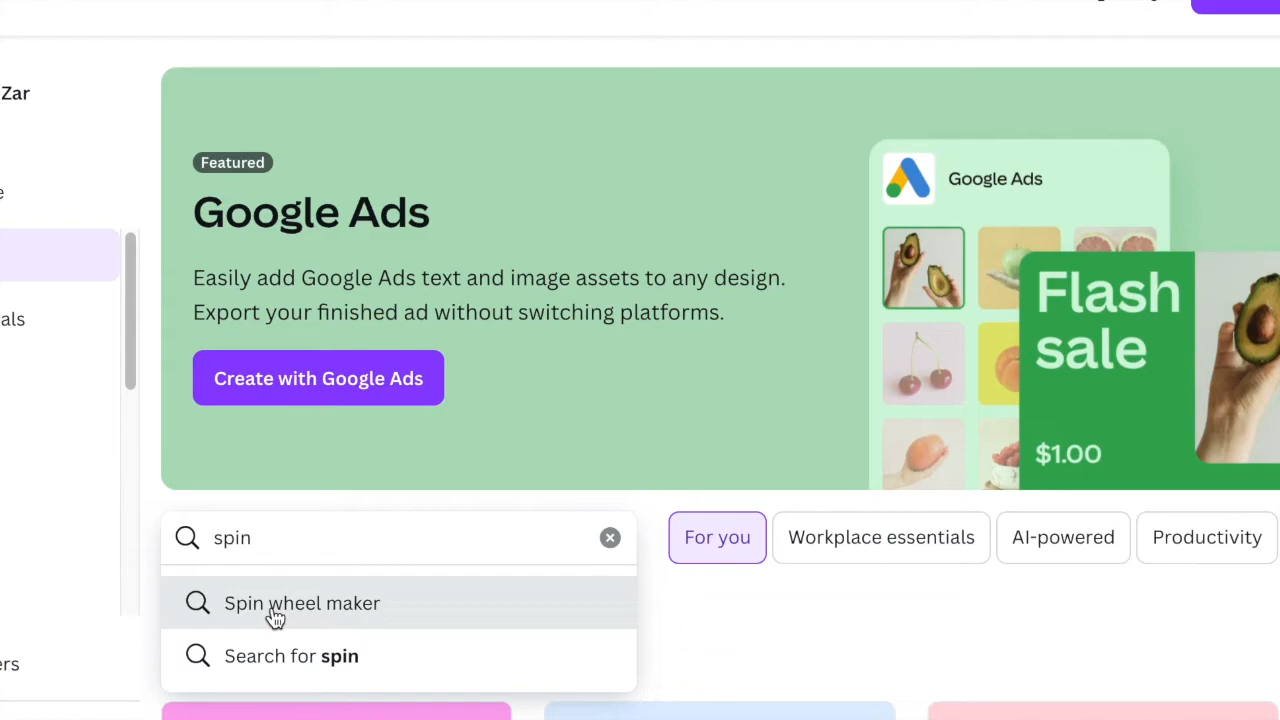 Zar
e
als
ers
Featured
Google Ads
Easily add Google Ads text and image assets to any design.
Export your finished ad without switching platforms.
Create with Google Ads
Google Ads
Flash
sale
$1.00
spin
Spin wheel maker
Search for spin
For you
Workplace essentials
AI-powered
Productivity